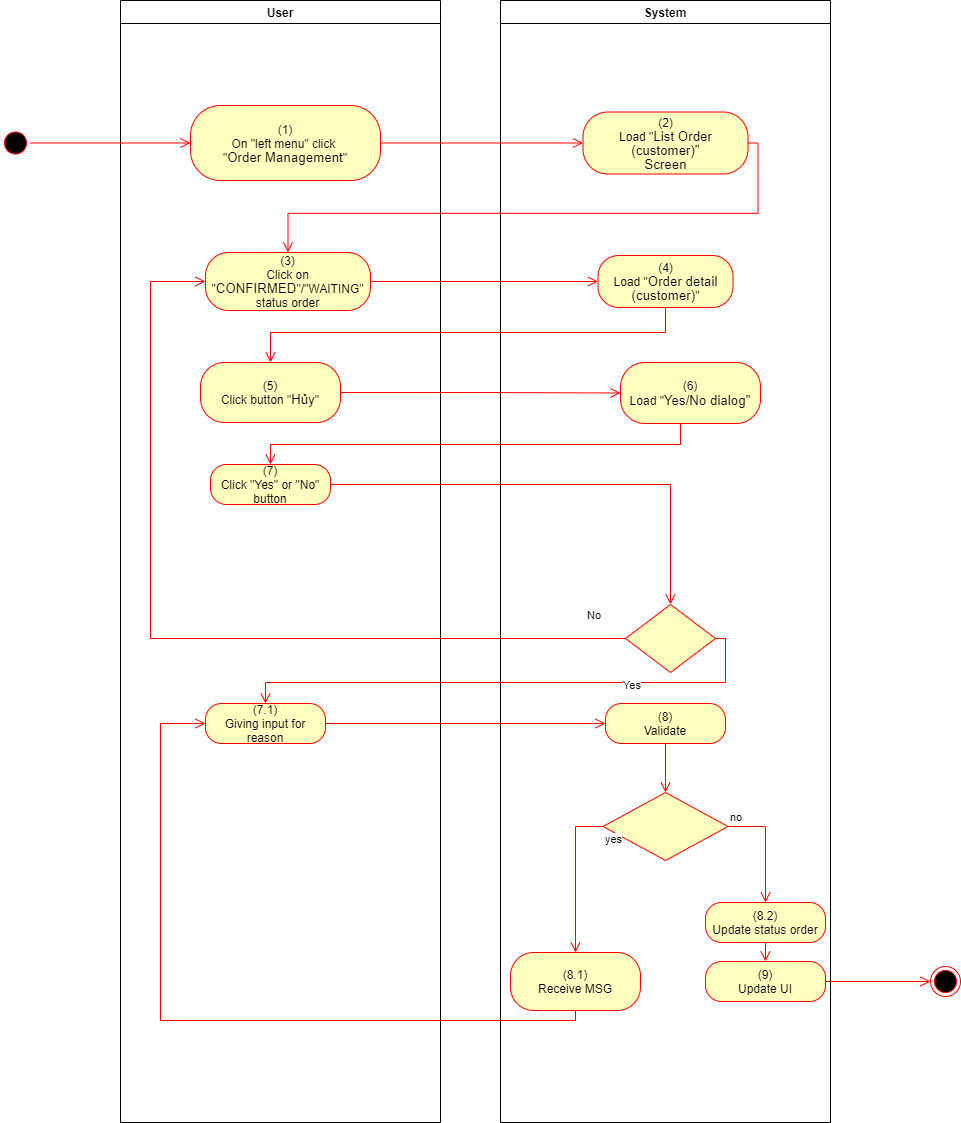 User
System
(1)
On "left menu" click
"Order Management"
(2)
Load "List Order
(customer)"
Screen
(3)
Click on
"CONFIRMED"/"WAITING"
status order
(4)
Load "Order detail
(customer)"
(5)
Click button "Hủy"
(6)
Load "Yes/No dialog"
(7)
Click "Yes" or "No"
button
No
Yes
(7.1)
Giving input for
reason
(8)
Validate
no
yes
(8.2)
Update status order
(8.1)
Receive MSG
(9)
Update UI